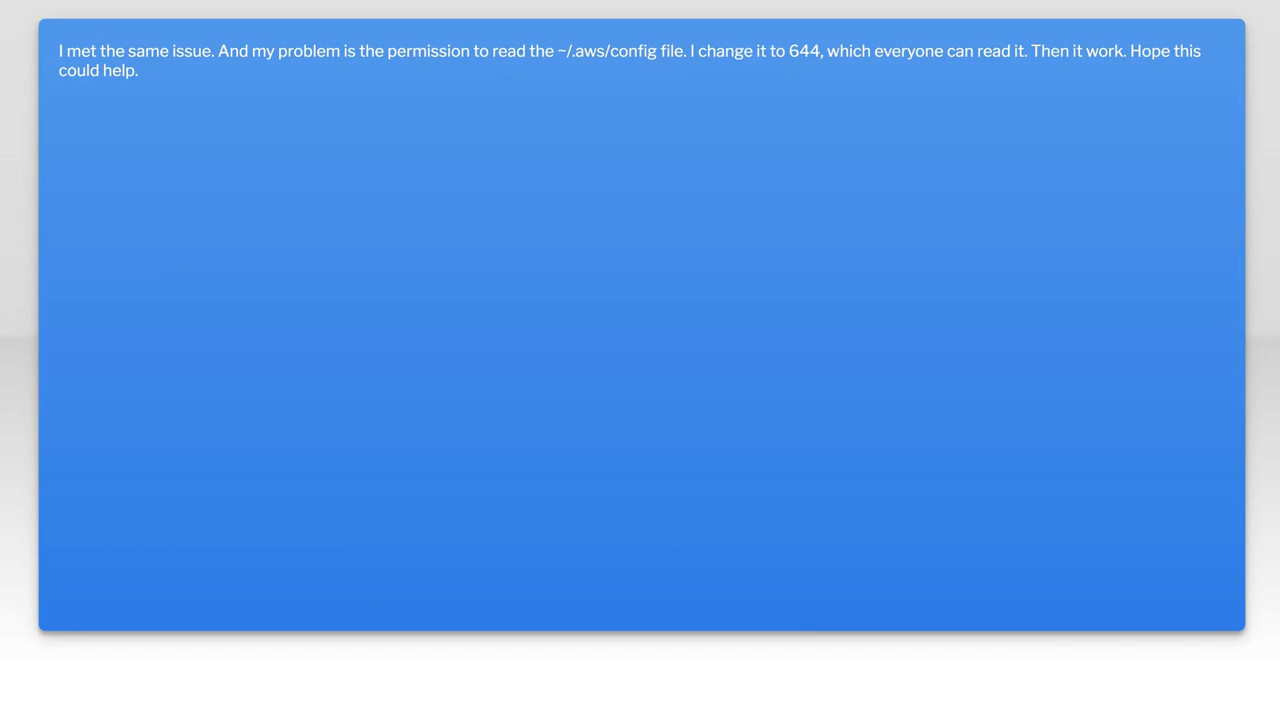 I met the same issue. And my problem is the permission to read the ~/.aws/config file. I change it to 644, which everyone can read it. Then it work. Hope this
could help.